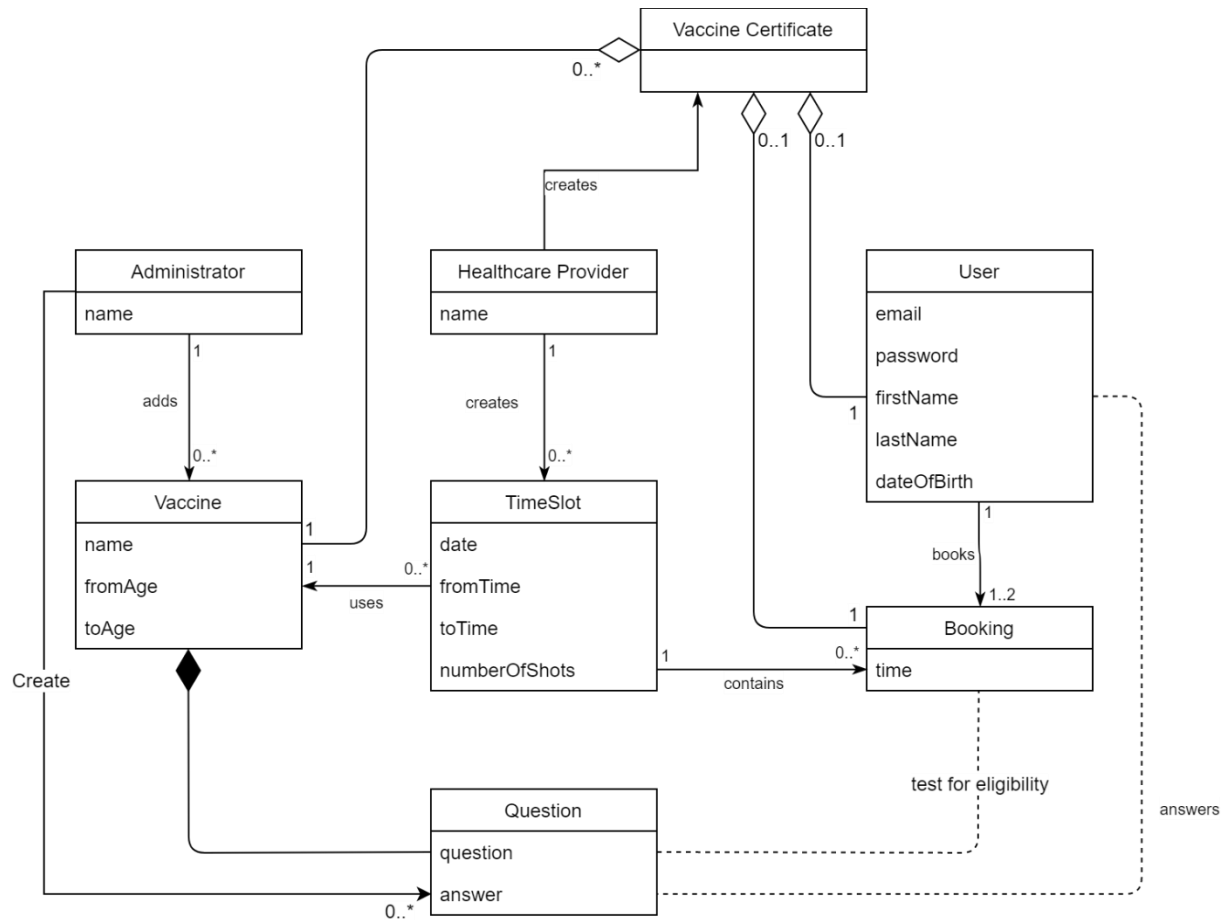 Vaccine Certificate
0..*
0..1
0..1
creates
Administrator
name
Healthcare Provider
name
User
email
password
firstName
lastName
dateOfBirth
1
1
adds
creates
1
0..*
0..*
1
books
1..2
Vaccine
name
fromAge
toAge
1
1
0..*
uses
TimeSlot
date
fromTime
toTime
numberOfShots
1
0..*
contains
1
Booking
time
Create
test for eligibility
answers
Question
question
answer
0..*